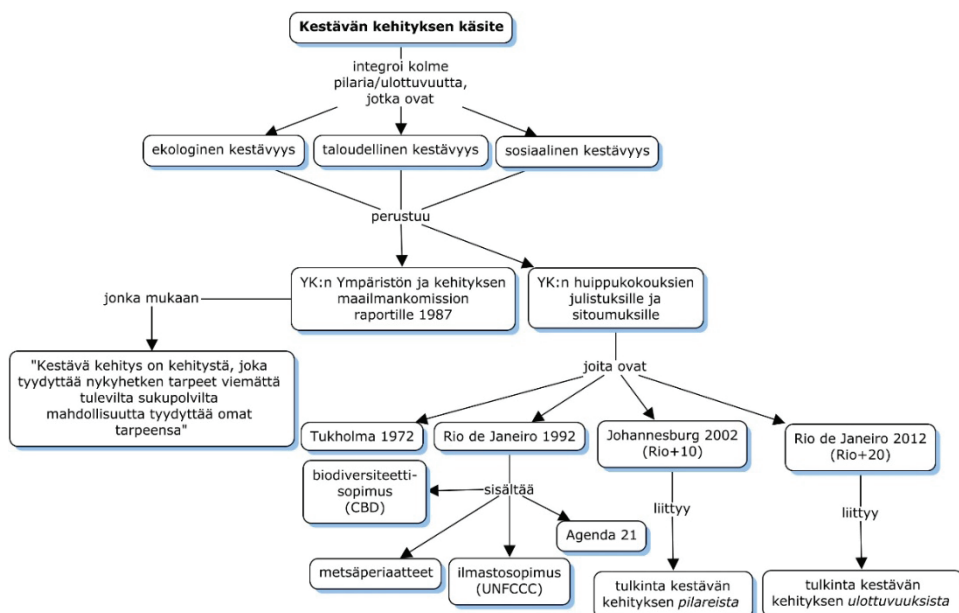 Kestävän kehityksen käsite
integroi kolme
pilaria/ulottuvuutta,
jotka ovat
ekologinen kestävyys
taloudellinen kestävyys
sosiaalinen kestävyys
perustuu
YK:n Ympäristön ja kehityksen
maailmankomission
raportille 1987
YK:n huippukokouksien
julistuksille ja
sitoumuksille
jonka mukaan
"Kestävä kehitys on kehitystä, joka
tyydyttää nykyhetken tarpeet viemättä
tulevilta sukupolvilta
mahdollisuutta tyydyttää omat
tarpeensa"
joita ovat
Tukholma 1972
Rio de Janeiro 1992
Johannesburg 2002
(Rio+10)
Rio de Janeiro 2012
(Rio+20)
biodiversiteetti-
sopimus
(CBD)
sisältää
Agenda 21
metsäperiaatteet
ilmastosopimus
(UNFCCC)
liittyy
liittyy
tulkinta kestävän
kehityksen pilareista
tulkinta kestävän
kehityksen ulottuvuuksista